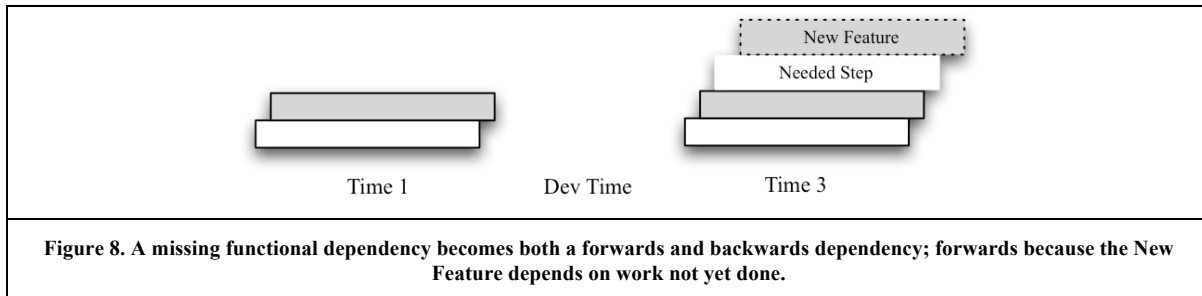 New Feature
Needed Step
Time 1
Dev Time
Time 3
Figure 8. A missing functional dependency becomes both a forwards and backwards dependency; forwards because the New
Feature depends on work not yet done.